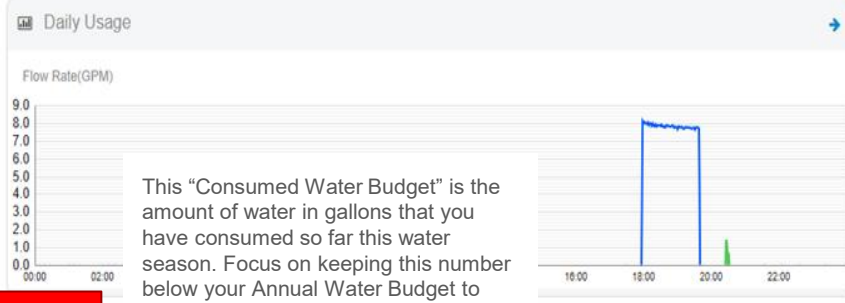 Daily Usage
Flow Rate(GPM)
9.0
8.0
7.0
6.0
5.0
4.0
3.0
2.0
1.0
0.0
00:00 02:00 16:00 18:00 20:00 22:00
This “Consumed Water Budget” is the
amount of water in gallons that you
have consumed so far this water
season. Focus on keeping this number
below your Annual Water Budget to